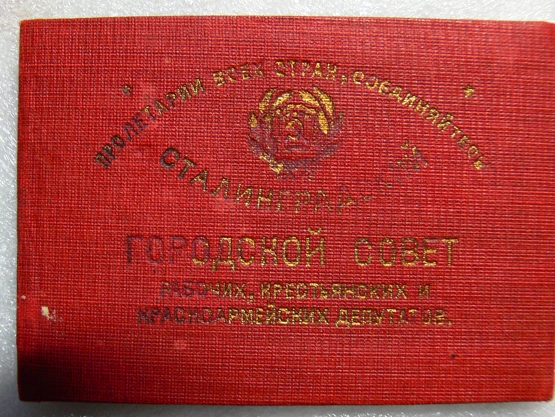 "ПРОЛЕТАРИИ ВСЕХ СТРАН, СОЕДИНЯЙТЕСЬ"
СТАЛИНГРАДСКИЙ
ГОРОДСКОЙ СОВЕТ
РАБОЧИХ, КРЕСТЬЯНСКИХ И
КРАСНОАРМЕЙСКИХ ДЕПУТАТОВ.